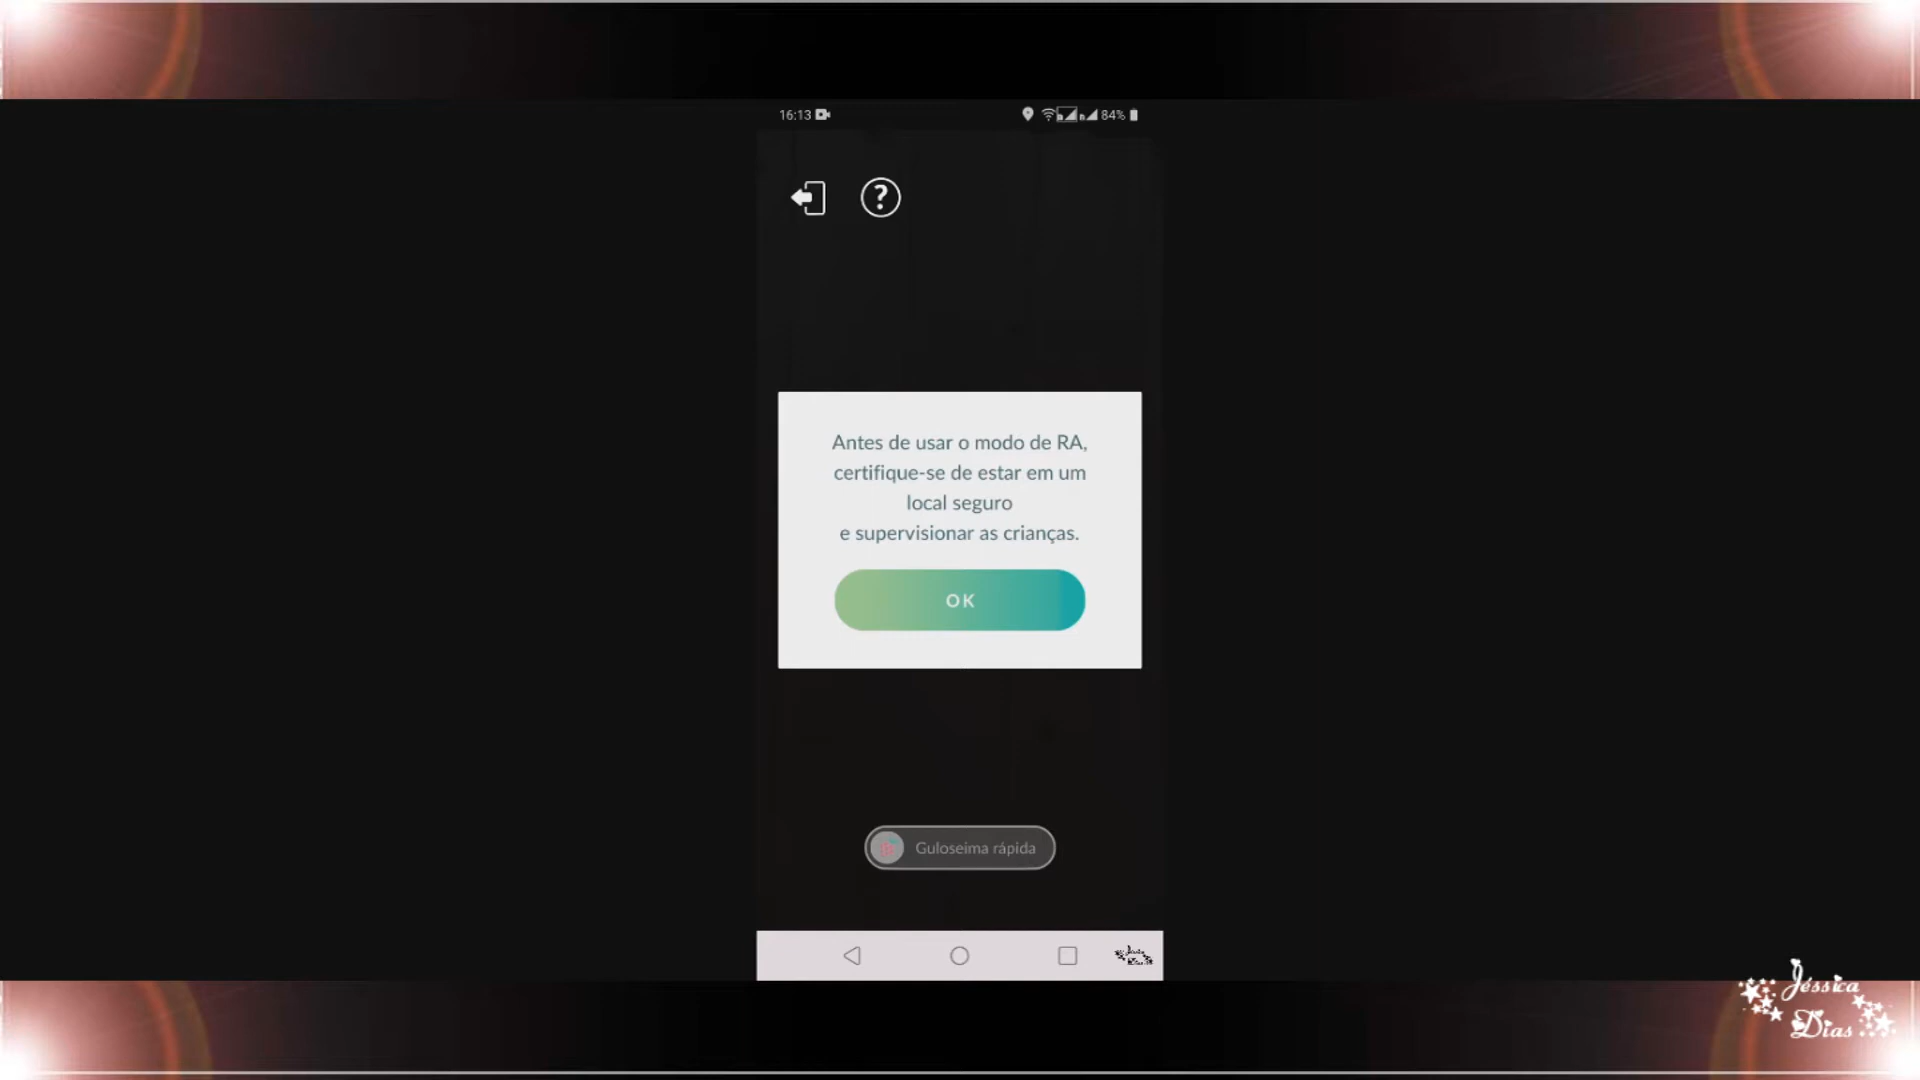 16:13
84%
?
Antes de usar o modo de RA,
certifique-se de estar em um
local seguro
e supervisionar as crianças.
OK
Guloseima rápida
Jéssica
Dias